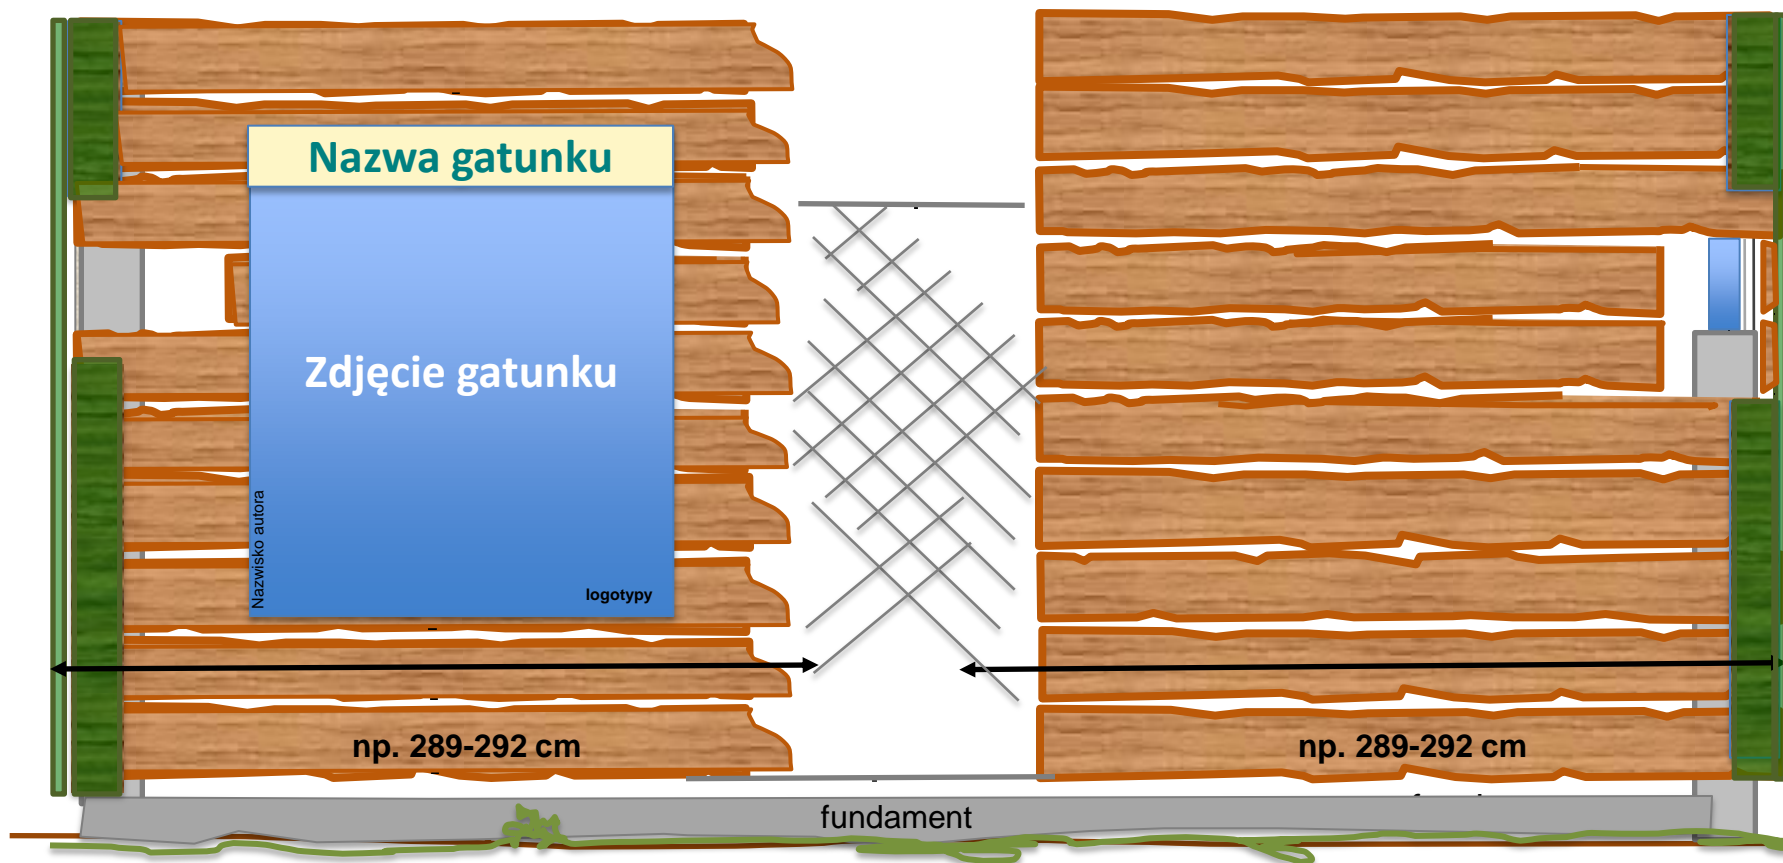 Nazwa gatunku
Zdjęcie gatunku
Nazwisko autora
logotypy
np. 289-292 cm
np. 289-292 cm
fundament